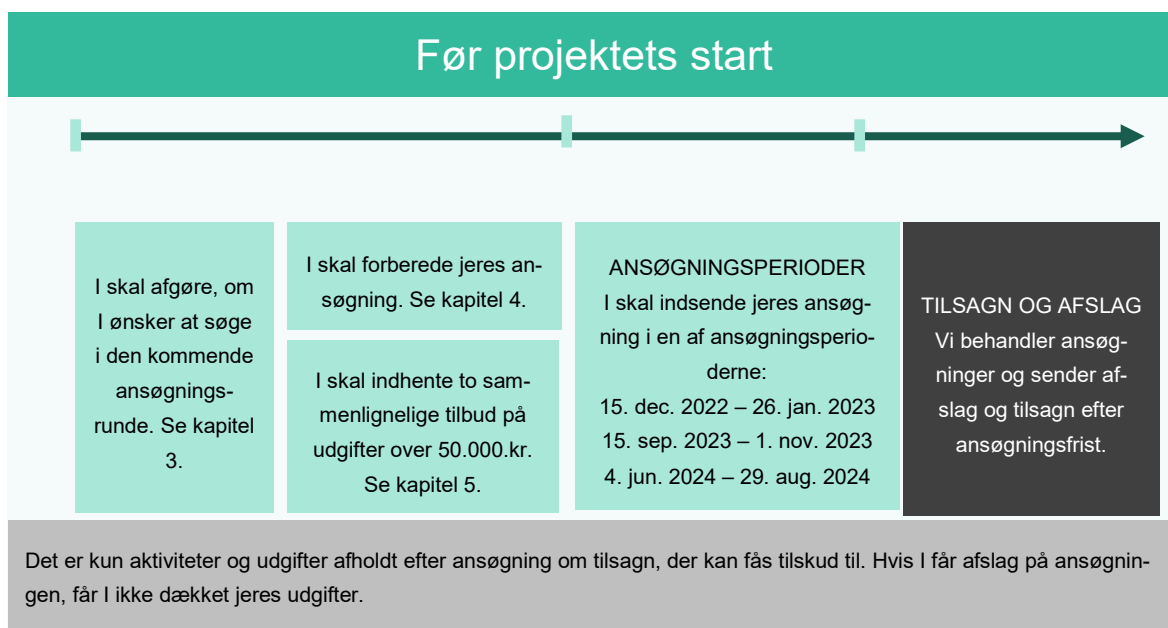 Før projektets start
I skal afgøre, om
I ønsker at søge
i den kommende
ansøgnings-
runde. Se kapitel
3.
I skal forberede jeres an-
søgning. Se kapitel 4.
I skal indhente to sam-
menlignelige tilbud på
udgifter over 50.000.kr.
Se kapitel 5.
ANSØGNINGSPERIODER
I skal indsende jeres ansøg-
ning i en af ansøgningsperio-
derne:
15. dec. 2022 – 26. jan. 2023
15. sep. 2023 – 1. nov. 2023
4. jun. 2024 – 29. aug. 2024
TILSAGN OG AFSLAG
Vi behandler ansøg-
ninger og sender af-
slag og tilsagn efter
ansøgningsfrist.
Det er kun aktiviteter og udgifter afholdt efter ansøgning om tilsagn, der kan fås tilskud til. Hvis I får afslag på ansøgnin-
gen, får I ikke dækket jeres udgifter.